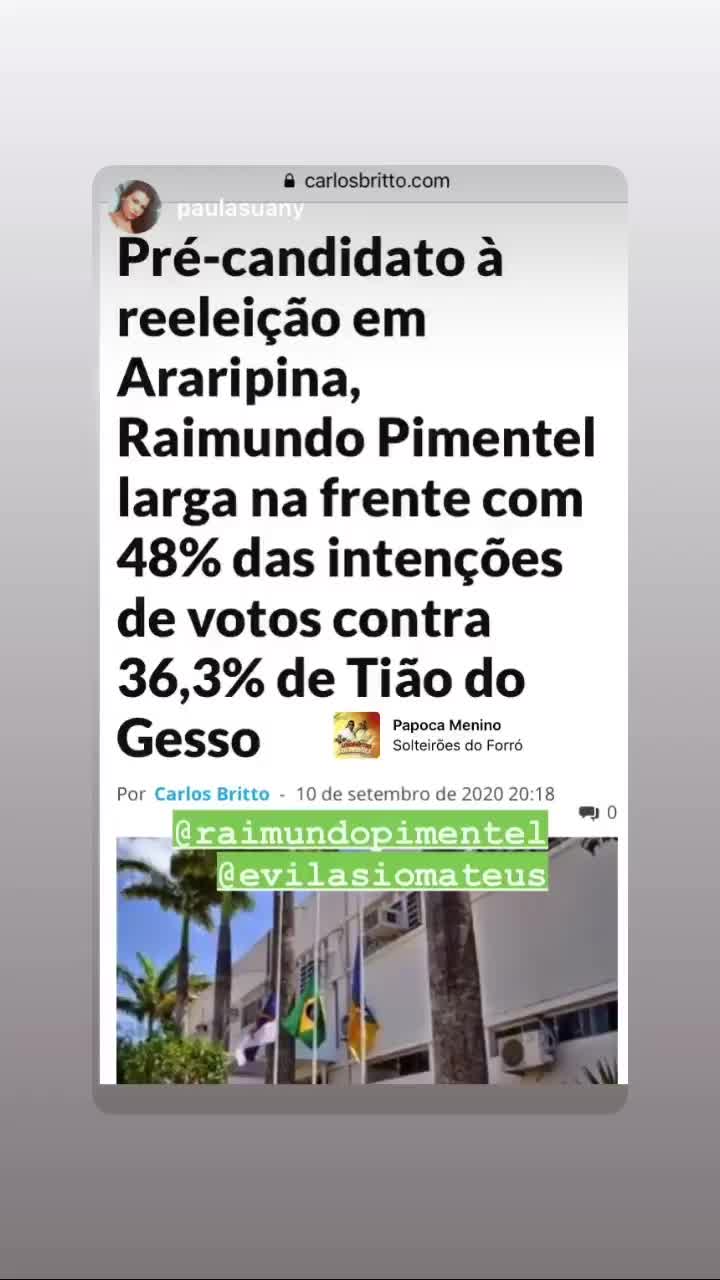 carlosbritto.com
paulasuany
Pré-candidato à
reeleição em
Araripina,
Raimundo Pimentel
larga na frente com
48% das intenções
de votos contra
36,3% de Tião do
Gesso
Papoca Menino
Solteirões do Forró
Por Carlos Britto - 10 de setembro de 2020 20:18
0
@raimundopimentel
@evilasiomateus